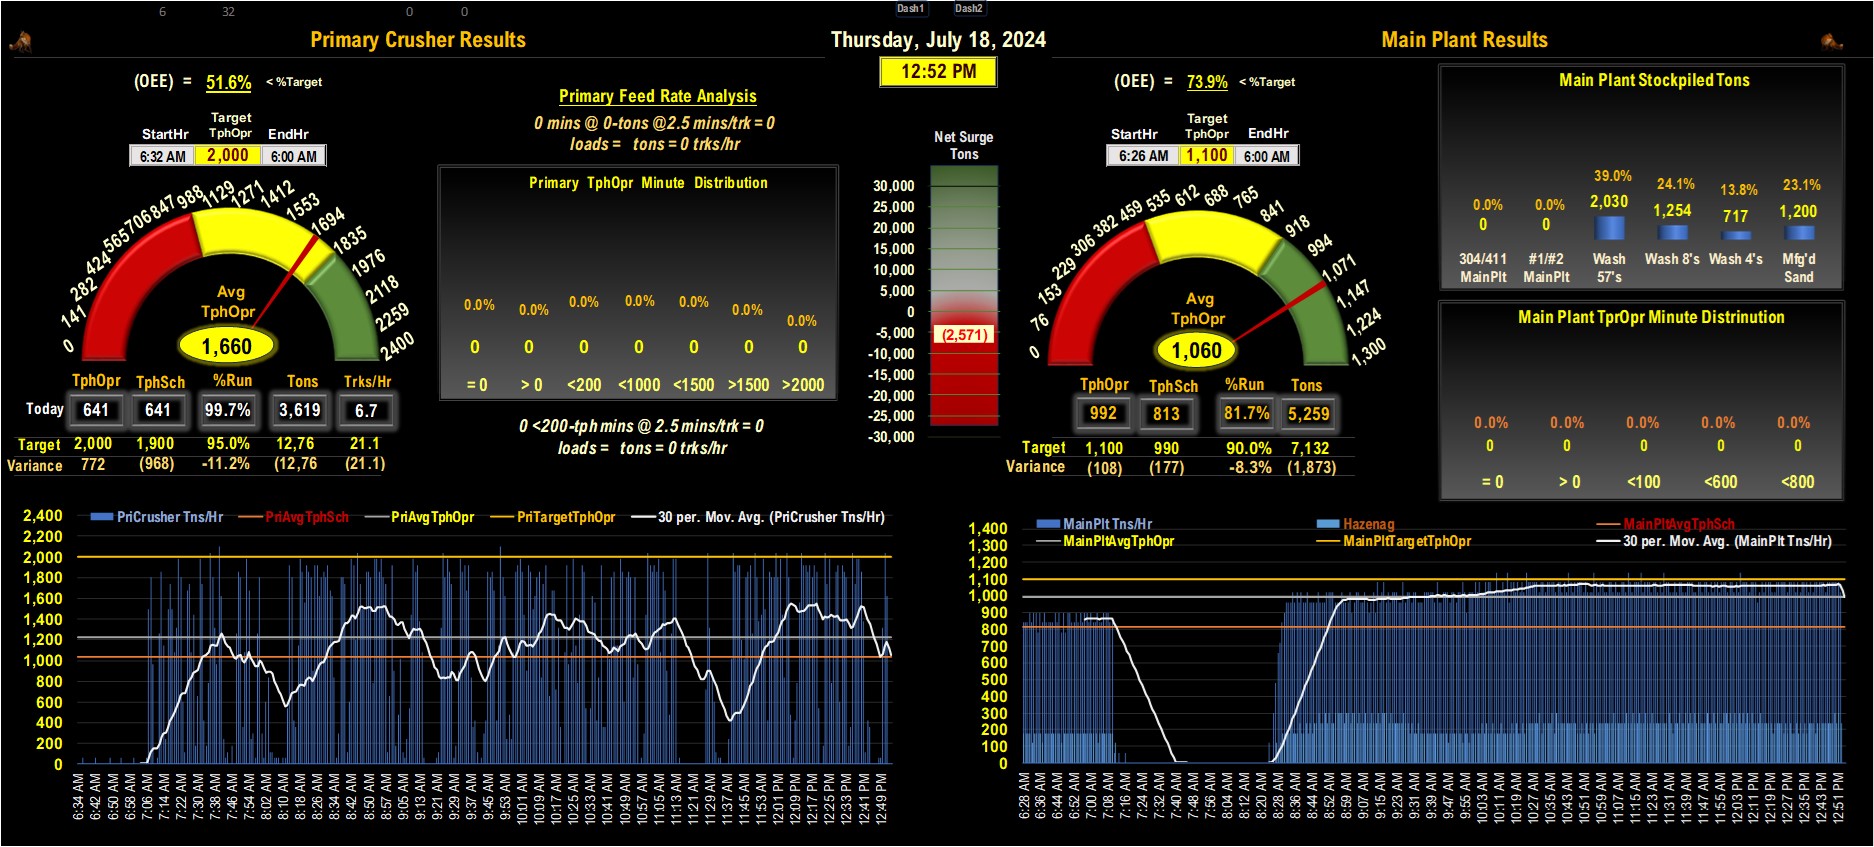 6 32 0 0 Dash1 Dash2
Primary Crusher Results
Thursday, July 18, 2024
Main Plant Results
12:52 PM
(OEE) = 51.6% < %Target
Target
StartHr TphOpr EndHr
6:32 AM 2,000 6:00 AM
0 141 282 424 565 706 847 988 1129 1271 1412 1553 1694 1835 1976 2118 2259 2400
Avg
TphOpr
1,660
TphOpr TphSch %Run Tons Trks/Hr
Today 641 641 99.7% 3,619 6.7
Target 2,000 1,900 95.0% 12,76 21.1
Variance 772 (968) -11.2% (12,76 (21.1)
Primary Feed Rate Analysis
0 mins @ 0-tons @2.5 mins/trk = 0
loads = tons = 0 trks/hr
Primary TphOpr Minute Distribution
0.0% 0.0% 0.0% 0.0% 0.0% 0.0% 0.0%
0 0 0 0 0 0 0
= 0 > 0 <200 <1000 <1500 >1500 >2000
0 <200-tph mins @ 2.5 mins/trk = 0
loads = tons = 0 trks/hr
Net Surge
Tons
30,000
25,000
20,000
15,000
10,000
5,000
0
-5,000
(2,571)
-10,000
-15,000
-20,000
-25,000
-30,000
(OEE) = 73.9% < %Target
Target
StartHr TphOpr EndHr
6:26 AM 1,100 6:00 AM
0 76 153 229 306 382 459 535 612 688 765 841 918 994 1,071 1,147 1,224 1,300
Avg
TphOpr
1,060
TphOpr TphSch %Run Tons
992 813 81.7% 5,259
Target 1,100 990 90.0% 7,132
Variance (108) (177) -8.3% (1,873)
Main Plant Stockpiled Tons
0.0% 0.0% 39.0% 24.1% 13.8% 23.1%
0 0 2,030 1,254 717 1,200
304/411 #1/#2 Wash Wash 8's Wash 4's Mfg'd
MainPlt MainPlt 57's Sand
Main Plant TprOpr Minute Distrinution
0.0% 0.0% 0.0% 0.0% 0.0%
0 0 0 0 0
= 0 > 0 <100 <600 <800
PriCrusher Tns/Hr PriAvgTphSch PriAvgTphOpr PriTargetTphOpr 30 per. Mov. Avg. (PriCrusher Tns/Hr)
2,400
2,200
2,000
1,800
1,600
1,400
1,200
1,000
800
600
400
200
0
6:34 AM 6:42 AM 6:50 AM 6:58 AM 7:06 AM 7:14 AM 7:22 AM 7:30 AM 7:38 AM 7:46 AM 7:54 AM 8:02 AM 8:10 AM 8:18 AM 8:26 AM 8:34 AM 8:42 AM 8:50 AM 8:57 AM 9:05 AM 9:13 AM 9:21 AM 9:29 AM 9:37 AM 9:45 AM 9:53 AM 10:01 AM 10:09 AM 10:17 AM 10:25 AM 10:33 AM 10:41 AM 10:49 AM 10:57 AM 11:05 AM 11:13 AM 11:21 AM 11:29 AM 11:37 AM 11:45 AM 11:53 AM 12:01 PM 12:09 PM 12:17 PM 12:25 PM 12:33 PM 12:41 PM 12:49 PM
MainPlt Tns/Hr Hazenag MainPltAvgTphSch
MainPltAvgTphOpr MainPltTargetTphOpr 30 per. Mov. Avg. (MainPlt Tns/Hr)
1,400
1,300
1,200
1,100
1,000
900
800
700
600
500
400
300
200
100
0
6:28 AM 6:36 AM 6:44 AM 6:52 AM 7:00 AM 7:08 AM 7:16 AM 7:24 AM 7:32 AM 7:40 AM 7:48 AM 7:56 AM 8:04 AM 8:12 AM 8:20 AM 8:28 AM 8:36 AM 8:44 AM 8:52 AM 8:59 AM 9:07 AM 9:15 AM 9:23 AM 9:31 AM 9:39 AM 9:47 AM 9:55 AM 10:03 AM 10:11 AM 10:19 AM 10:27 AM 10:35 AM 10:43 AM 10:51 AM 10:59 AM 11:07 AM 11:15 AM 11:23 AM 11:31 AM 11:39 AM 11:47 AM 11:55 AM 12:03 PM 12:11 PM 12:19 PM 12:27 PM 12:35 PM 12:43 PM 12:51 PM